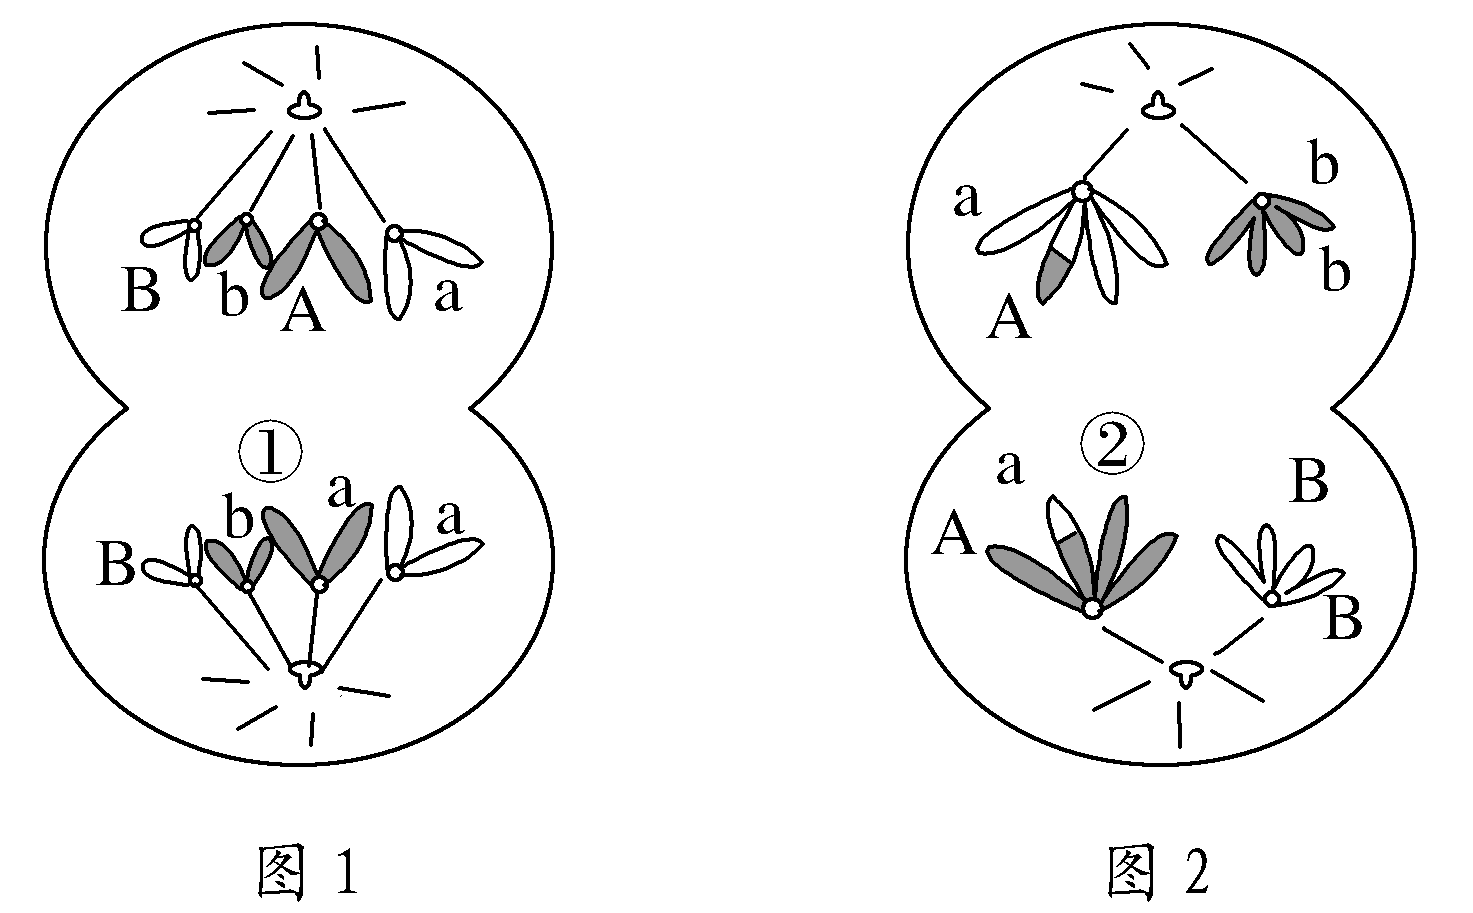 B b A a
①
B b a a
图 1
a A b b
②
a A B B
图 2